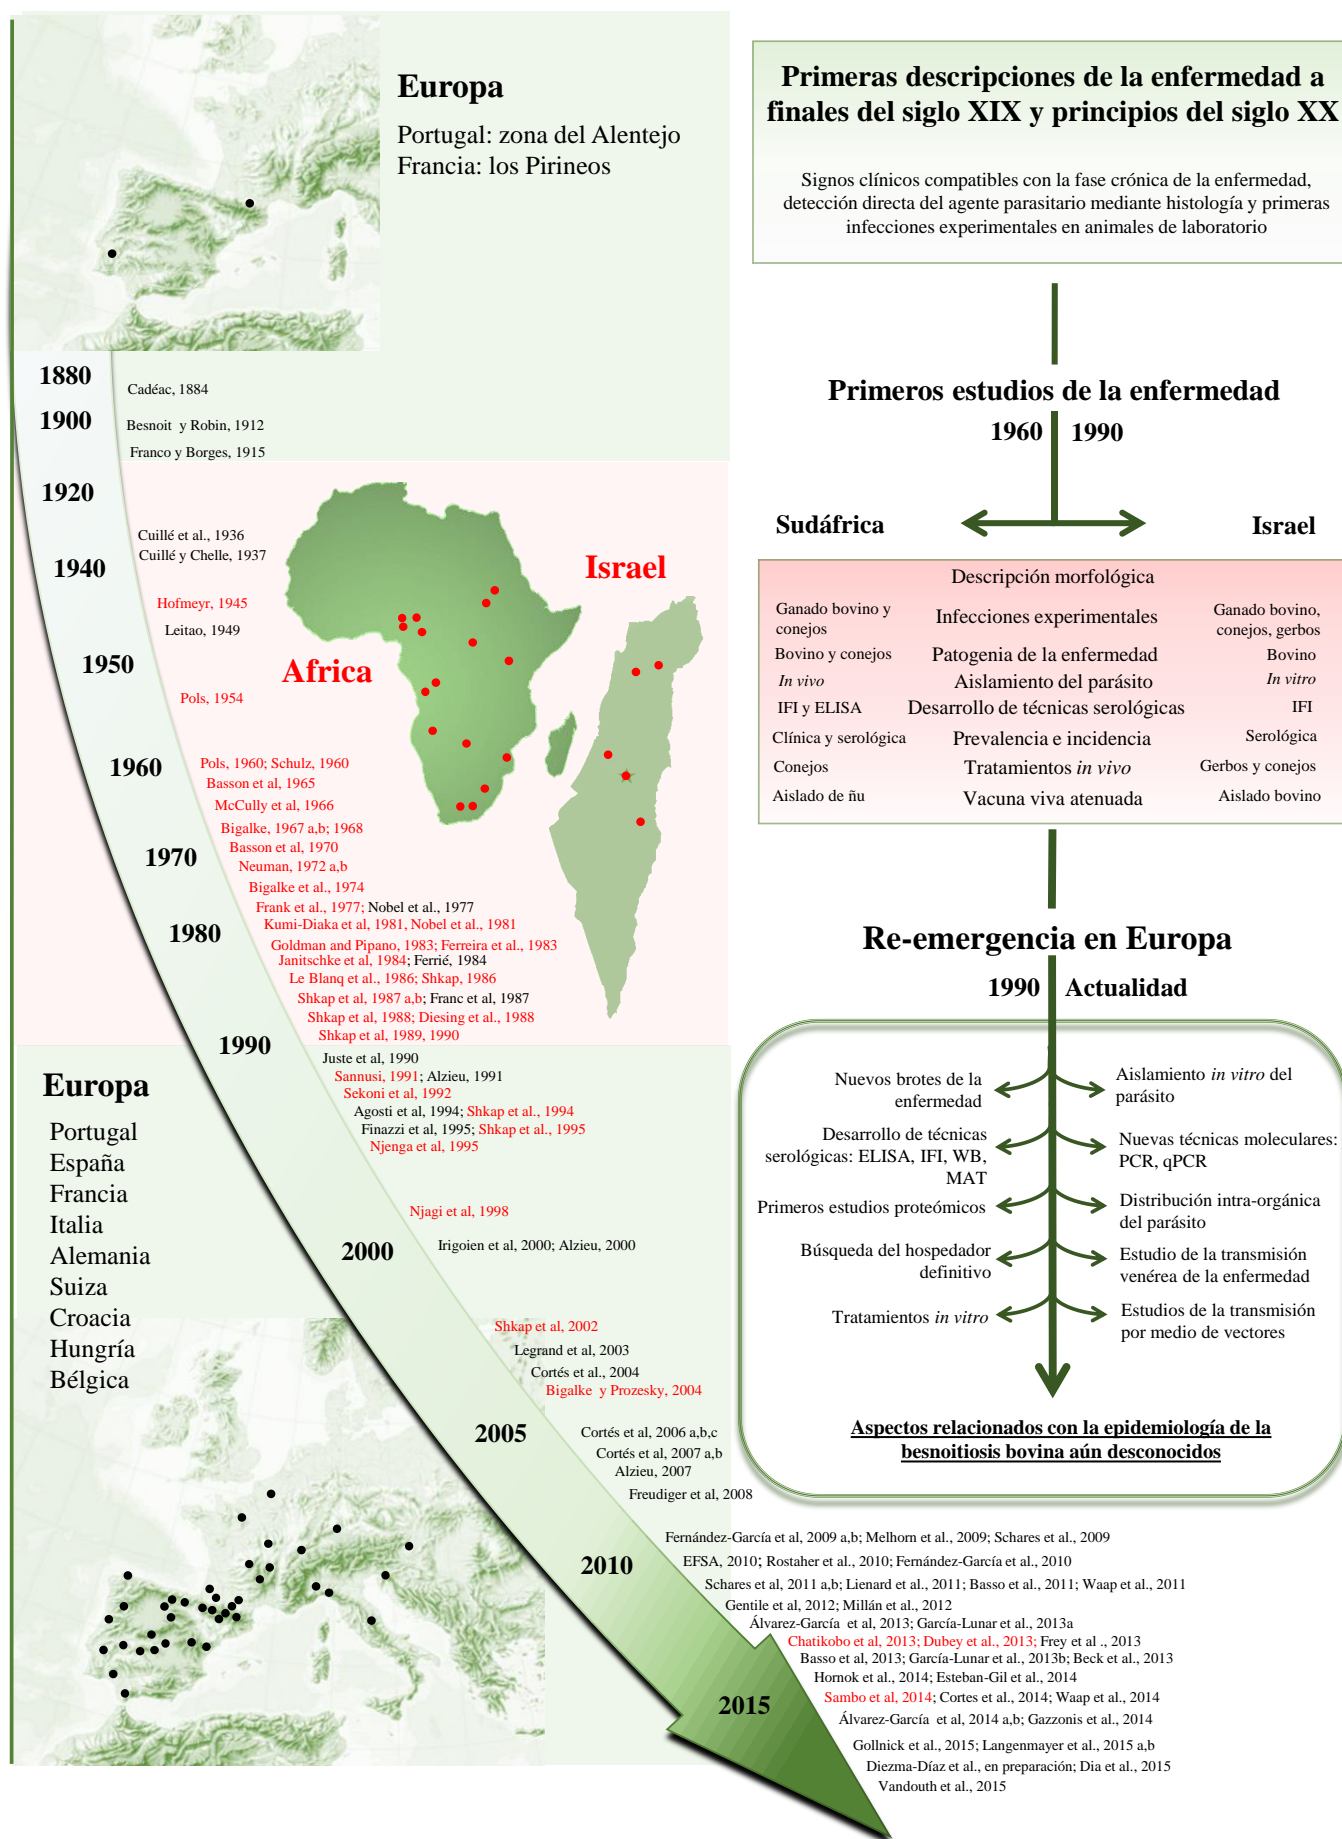 Europa
Portugal: zona del Alentejo
Francia: los Pirineos
1880
Cadéac, 1884
1900
Besnoit y Robin, 1912
Franco y Borges, 1915
1920
Cuillé et al., 1936
Cuillé y Chelle, 1937
1940
Hofmeyr, 1945
Leitao, 1949
1950
Pols, 1954
1960
Pols, 1960; Schulz, 1960
Basson et al, 1965
McCully et al, 1966
Bigalke, 1967 a,b; 1968
1970
Basson et al, 1970
Neuman, 1972 a,b
Bigalke et al., 1974
Frank et al., 1977; Nobel et al., 1977
1980
Kumi-Diaka et al, 1981, Nobel et al., 1981
Goldman and Pipano, 1983; Ferreira et al., 1983
Janitschke et al., 1984; Ferrié, 1984
Le Blanq et al., 1986; Shkap, 1986
Shkap et al, 1987 a,b; Franc et al, 1987
Shkap et al., 1988; Diesing et al., 1988
Shkap et al., 1989, 1990
1990
Africa
Israel
Juste et al, 1990
Sannusi, 1991; Alzieu, 1991
Sekoni et al, 1992
Agosti et al, 1994; Shkap et al., 1994
Finazzi et al, 1995; Shkap et al., 1995
Njenga et al, 1995
Njagi et al, 1998
2000
Irigoien et al, 2000; Alzieu, 2000
Shkap et al, 2002
Legrand et al, 2003
Cortés et al., 2004
Bigalke y Prozesky, 2004
2005
Cortés et al, 2006 a,b,c
Cortés et al, 2007 a,b
Alzieu, 2007
Freudiger et al, 2008
Fernández-García et al, 2009 a,b; Melhorn et al., 2009; Schares et al., 2009
2010
EFSA, 2010; Rostaher et al., 2010; Fernández-García et al., 2010
Schares et al, 2011 a,b; Lienard et al., 2011; Basso et al., 2011; Waap et al., 2011
Gentile et al, 2012; Millán et al., 2012
Álvarez-García et al, 2013; García-Lunar et al., 2013a
Chatikobo et al, 2013; Dubey et al., 2013; Frey et al ., 2013
Basso et al, 2013; García-Lunar et al., 2013b; Beck et al., 2013
Hornok et al., 2014; Esteban-Gil et al., 2014
2015
Sambo et al, 2014; Cortes et al., 2014; Waap et al., 2014
Álvarez-García et al, 2014 a,b; Gazzonis et al., 2014
Gollnick et al., 2015; Langenmayer et al., 2015 a,b
Diezma-Díaz et al., en preparación; Dia et al., 2015
Vandouth et al., 2015
Europa
Portugal
España
Francia
Italia
Alemania
Suiza
Croacia
Hungría
Bélgica
Primeras descripciones de la enfermedad a
finales del siglo XIX y principios del siglo XX
Signos clínicos compatibles con la fase crónica de la enfermedad,
detección directa del agente parasitario mediante histología y primeras
infecciones experimentales en animales de laboratorio
Primeros estudios de la enfermedad
1960 1990
Sudáfrica Israel
Descripción morfológica
Ganado bovino y
conejos
Infecciones experimentales
Ganado bovino,
conejos, gerbos
Bovino y conejos Patogenia de la enfermedad Bovino
In vivo Aislamiento del parásito In vitro
IFI y ELISA Desarrollo de técnicas serológicas IFI
Clínica y serológica Prevalencia e incidencia Serológica
Conejos Tratamientos in vivo Gerbos y conejos
Aislado de ñu Vacuna viva atenuada Aislado bovino
Re-emergencia en Europa
1990 Actualidad
Nuevos brotes de la
enfermedad
Aislamiento in vitro del
parásito
Desarrollo de técnicas
serológicas: ELISA, IFI, WB,
MAT
Nuevas técnicas moleculares:
PCR, qPCR
Primeros estudios proteómicos
Distribución intra-orgánica
del parásito
Búsqueda del hospedador
definitivo
Estudio de la transmisión
venérea de la enfermedad
Tratamientos in vitro
Estudios de la transmisión
por medio de vectores
Aspectos relacionados con la epidemiología de la
besnoitiosis bovina aún desconocidos